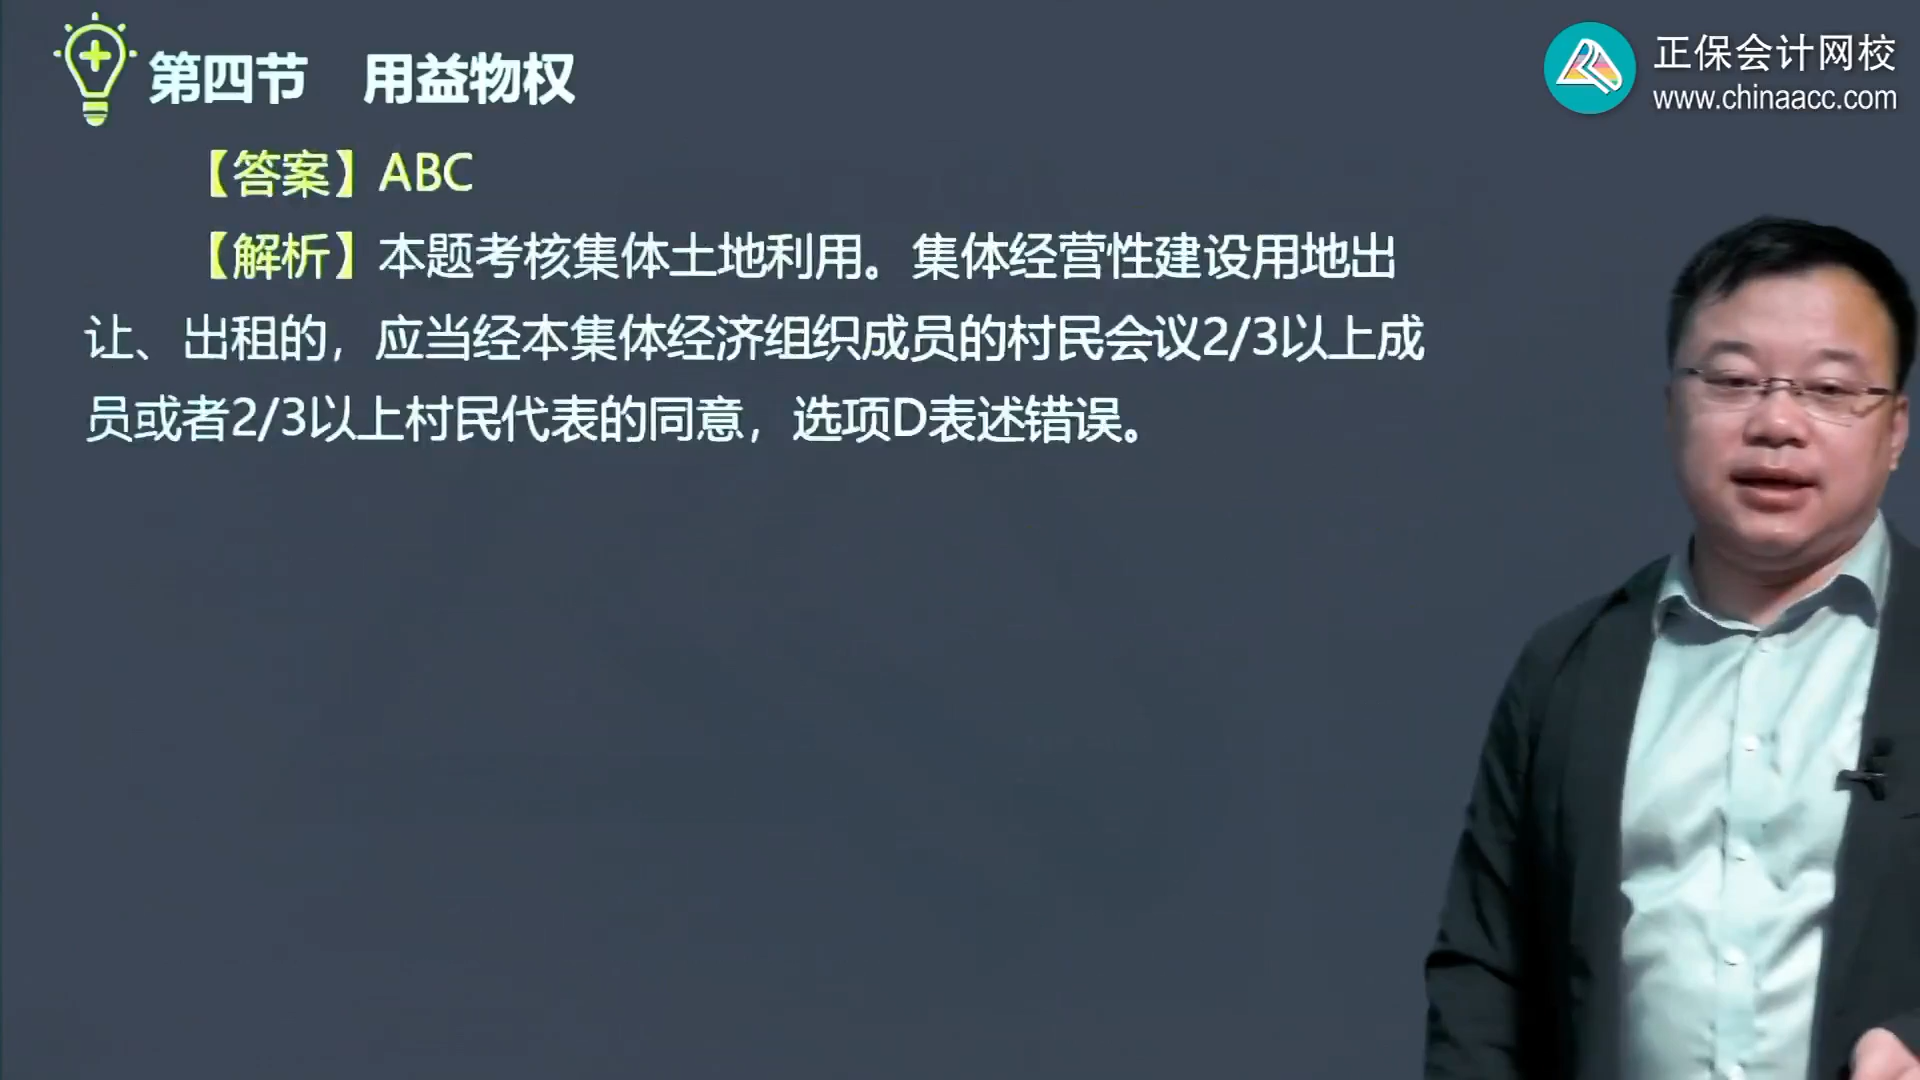 第四节 用益物权
正保会计网校
www.chinaacc.com
【答案】ABC
【解析】本题考核集体土地利用。集体经营性建设用地出
让、出租的，应当经本集体经济组织成员的村民会议2/3以上成
员或者2/3以上村民代表的同意，选项D表述错误。